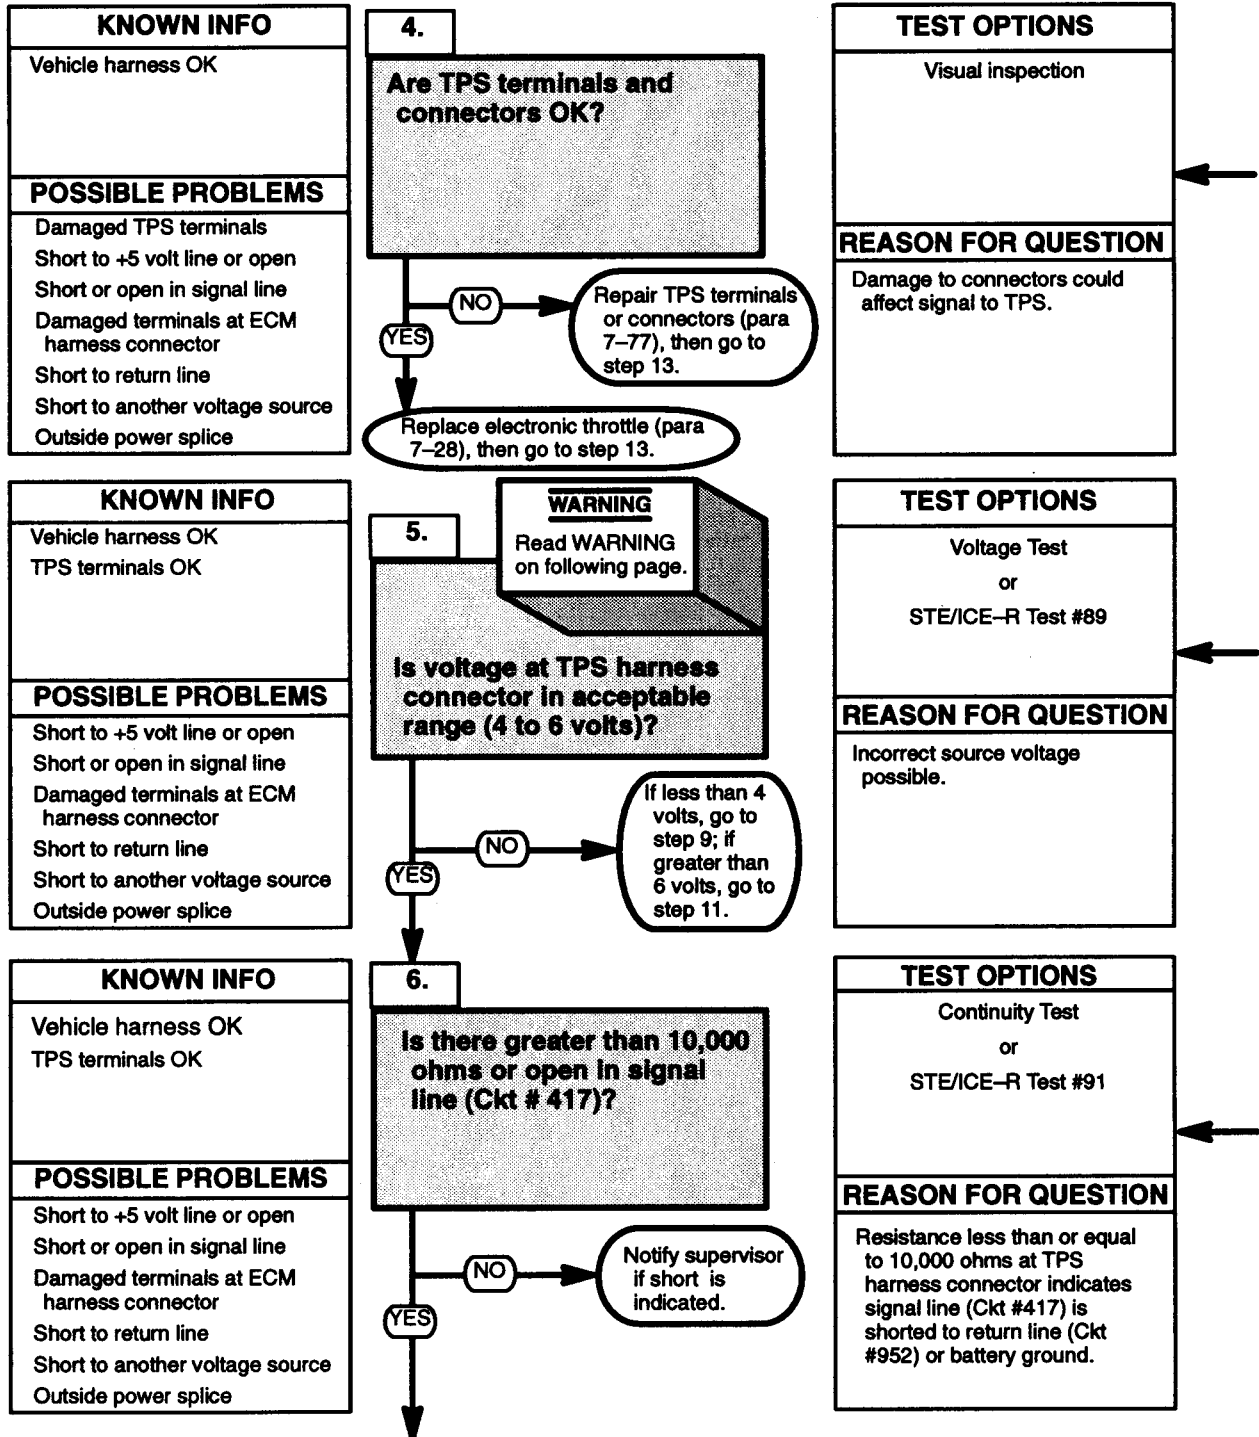 KNOWN INFO
Vehicle harness OK
POSSIBLE PROBLEMS
Damaged TPS terminals
Short to +5 volt line or open
Short or open in signal line
Damaged terminals at ECM
harness connector
Short to return line
Short to another voltage source
Outside power splice
4.
Are TPS terminals and
connectors OK?
NO
YES
Repair TPS terminals
or connectors (para
7–77), then go to
step 13.
Replace electronic throttle (para
7–28), then go to step 13.
TEST OPTIONS
Visual inspection
REASON FOR QUESTION
Damage to connectors could
affect signal to TPS.
KNOWN INFO
Vehicle harness OK
TPS terminals OK
POSSIBLE PROBLEMS
Short to +5 volt line or open
Short or open in signal line
Damaged terminals at ECM
harness connector
Short to return line
Short to another voltage source
Outside power splice
5.
WARNING
Read WARNING
on following page.
Is voltage at TPS harness
connector in acceptable
range (4 to 6 volts)?
NO
YES
If less than 4
volts, go to
step 9; if
greater than
6 volts, go to
step 11.
TEST OPTIONS
Voltage Test
or
STE/ICE–R Test #89
REASON FOR QUESTION
Incorrect source voltage
possible.
KNOWN INFO
Vehicle harness OK
TPS terminals OK
POSSIBLE PROBLEMS
Short to +5 volt line or open
Short or open in signal line
Damaged terminals at ECM
harness connector
Short to return line
Short to another voltage source
Outside power splice
6.
Is there greater than 10,000
ohms or open in signal
line (Ckt # 417)?
NO
YES
Notify supervisor
if short is
indicated.
TEST OPTIONS
Continuity Test
or
STE/ICE–R Test #91
REASON FOR QUESTION
Resistance less than or equal
to 10,000 ohms at TPS
harness connector indicates
signal line (Ckt #417) is
shorted to return line (Ckt
#952) or battery ground.